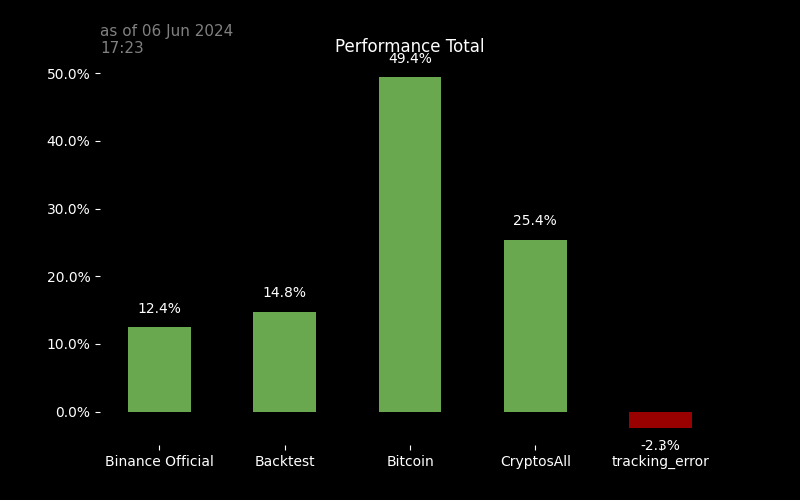 as of 06 Jun 2024
17:23
Performance Total
50.0%
40.0%
30.0%
20.0%
10.0%
0.0%
12.4%
14.8%
49.4%
25.4%
-2.3%
Binance Official
Backtest
Bitcoin
CryptosAll
tracking_error